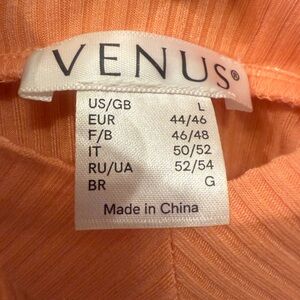 VENUS®
US/GB L
EUR 44/46
F/B 46/48
IT 50/52
RU/UA 52/54
BR G
Made in China